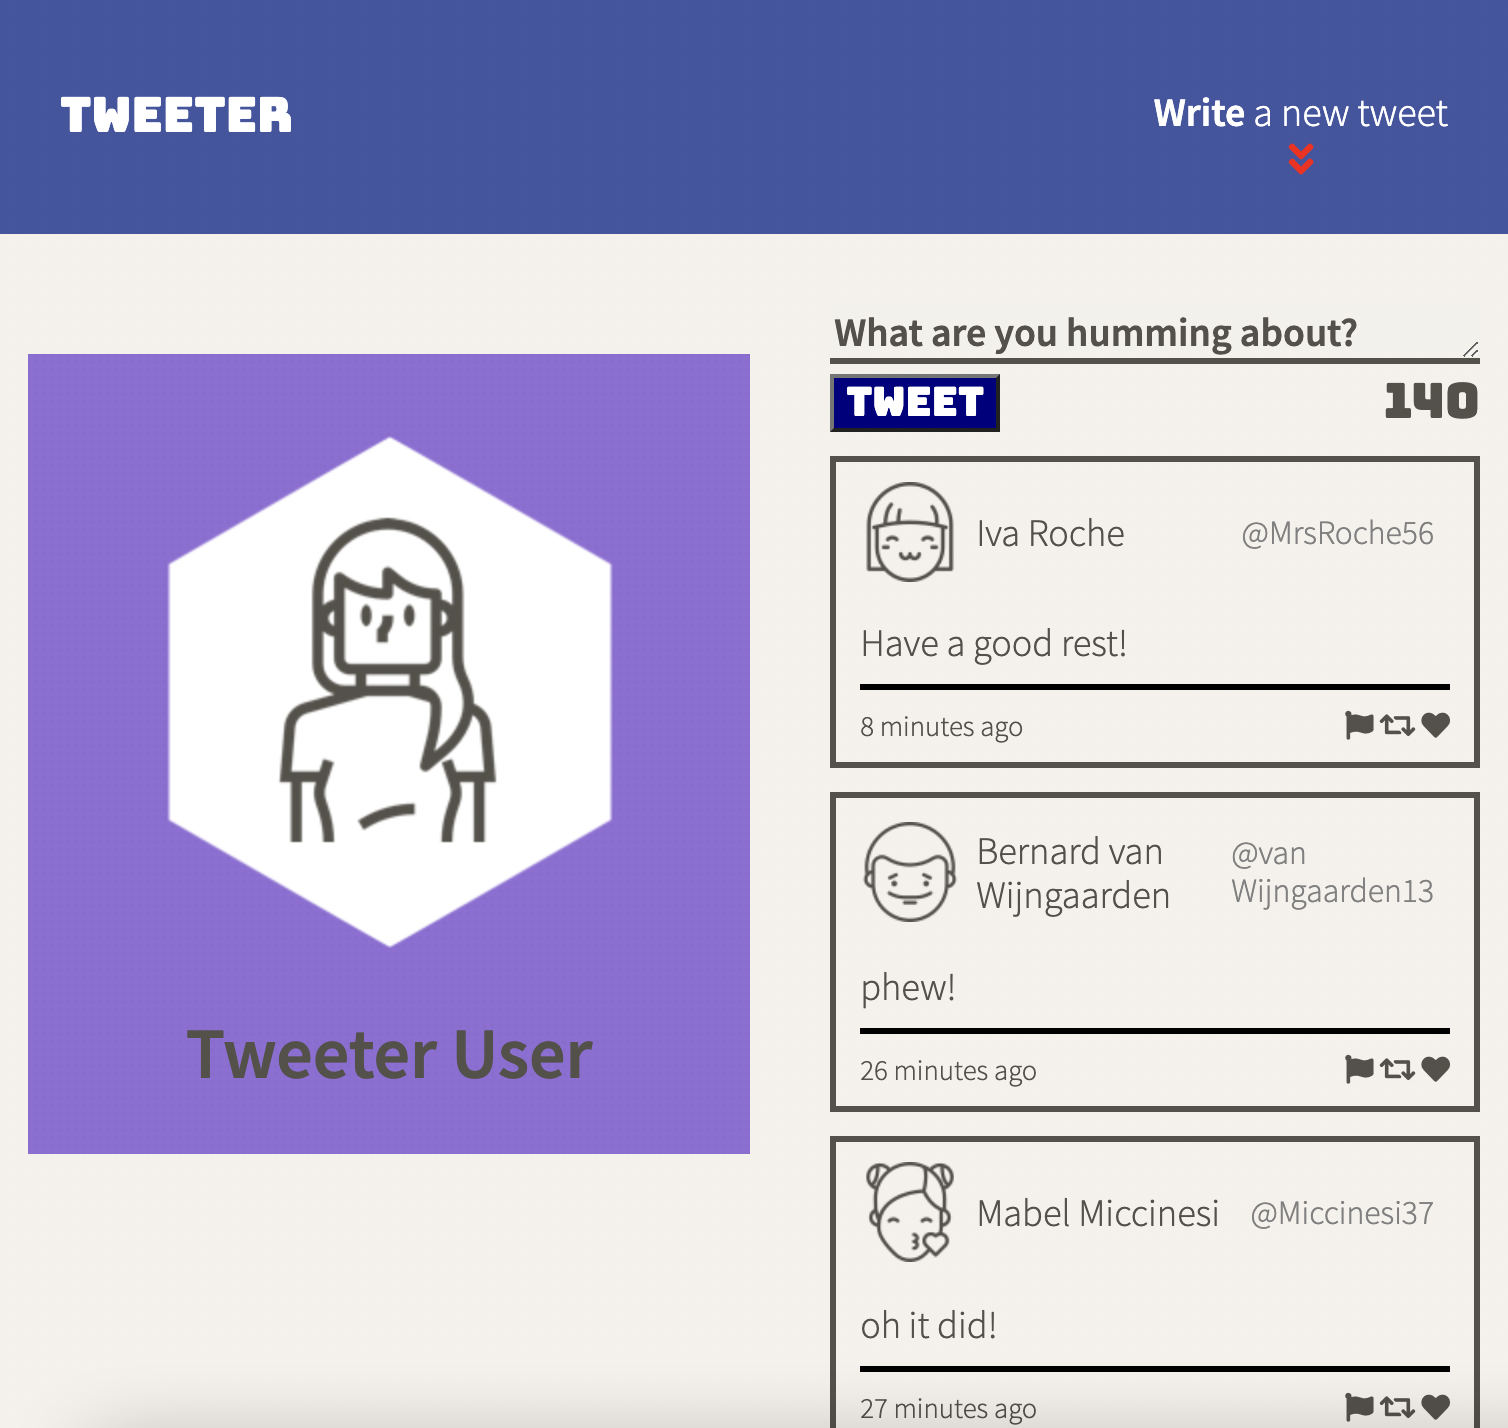 TWEETER
Write a new tweet
What are you humming about?
TWEET
140
Iva Roche
@MrsRoche56
Have a good rest!
8 minutes ago
Bernard van
Wijngaarden
@van
Wijngaarden13
phew!
26 minutes ago
Mabel Miccinesi
@Miccinesi37
oh it did!
27 minutes ago
Tweeter User